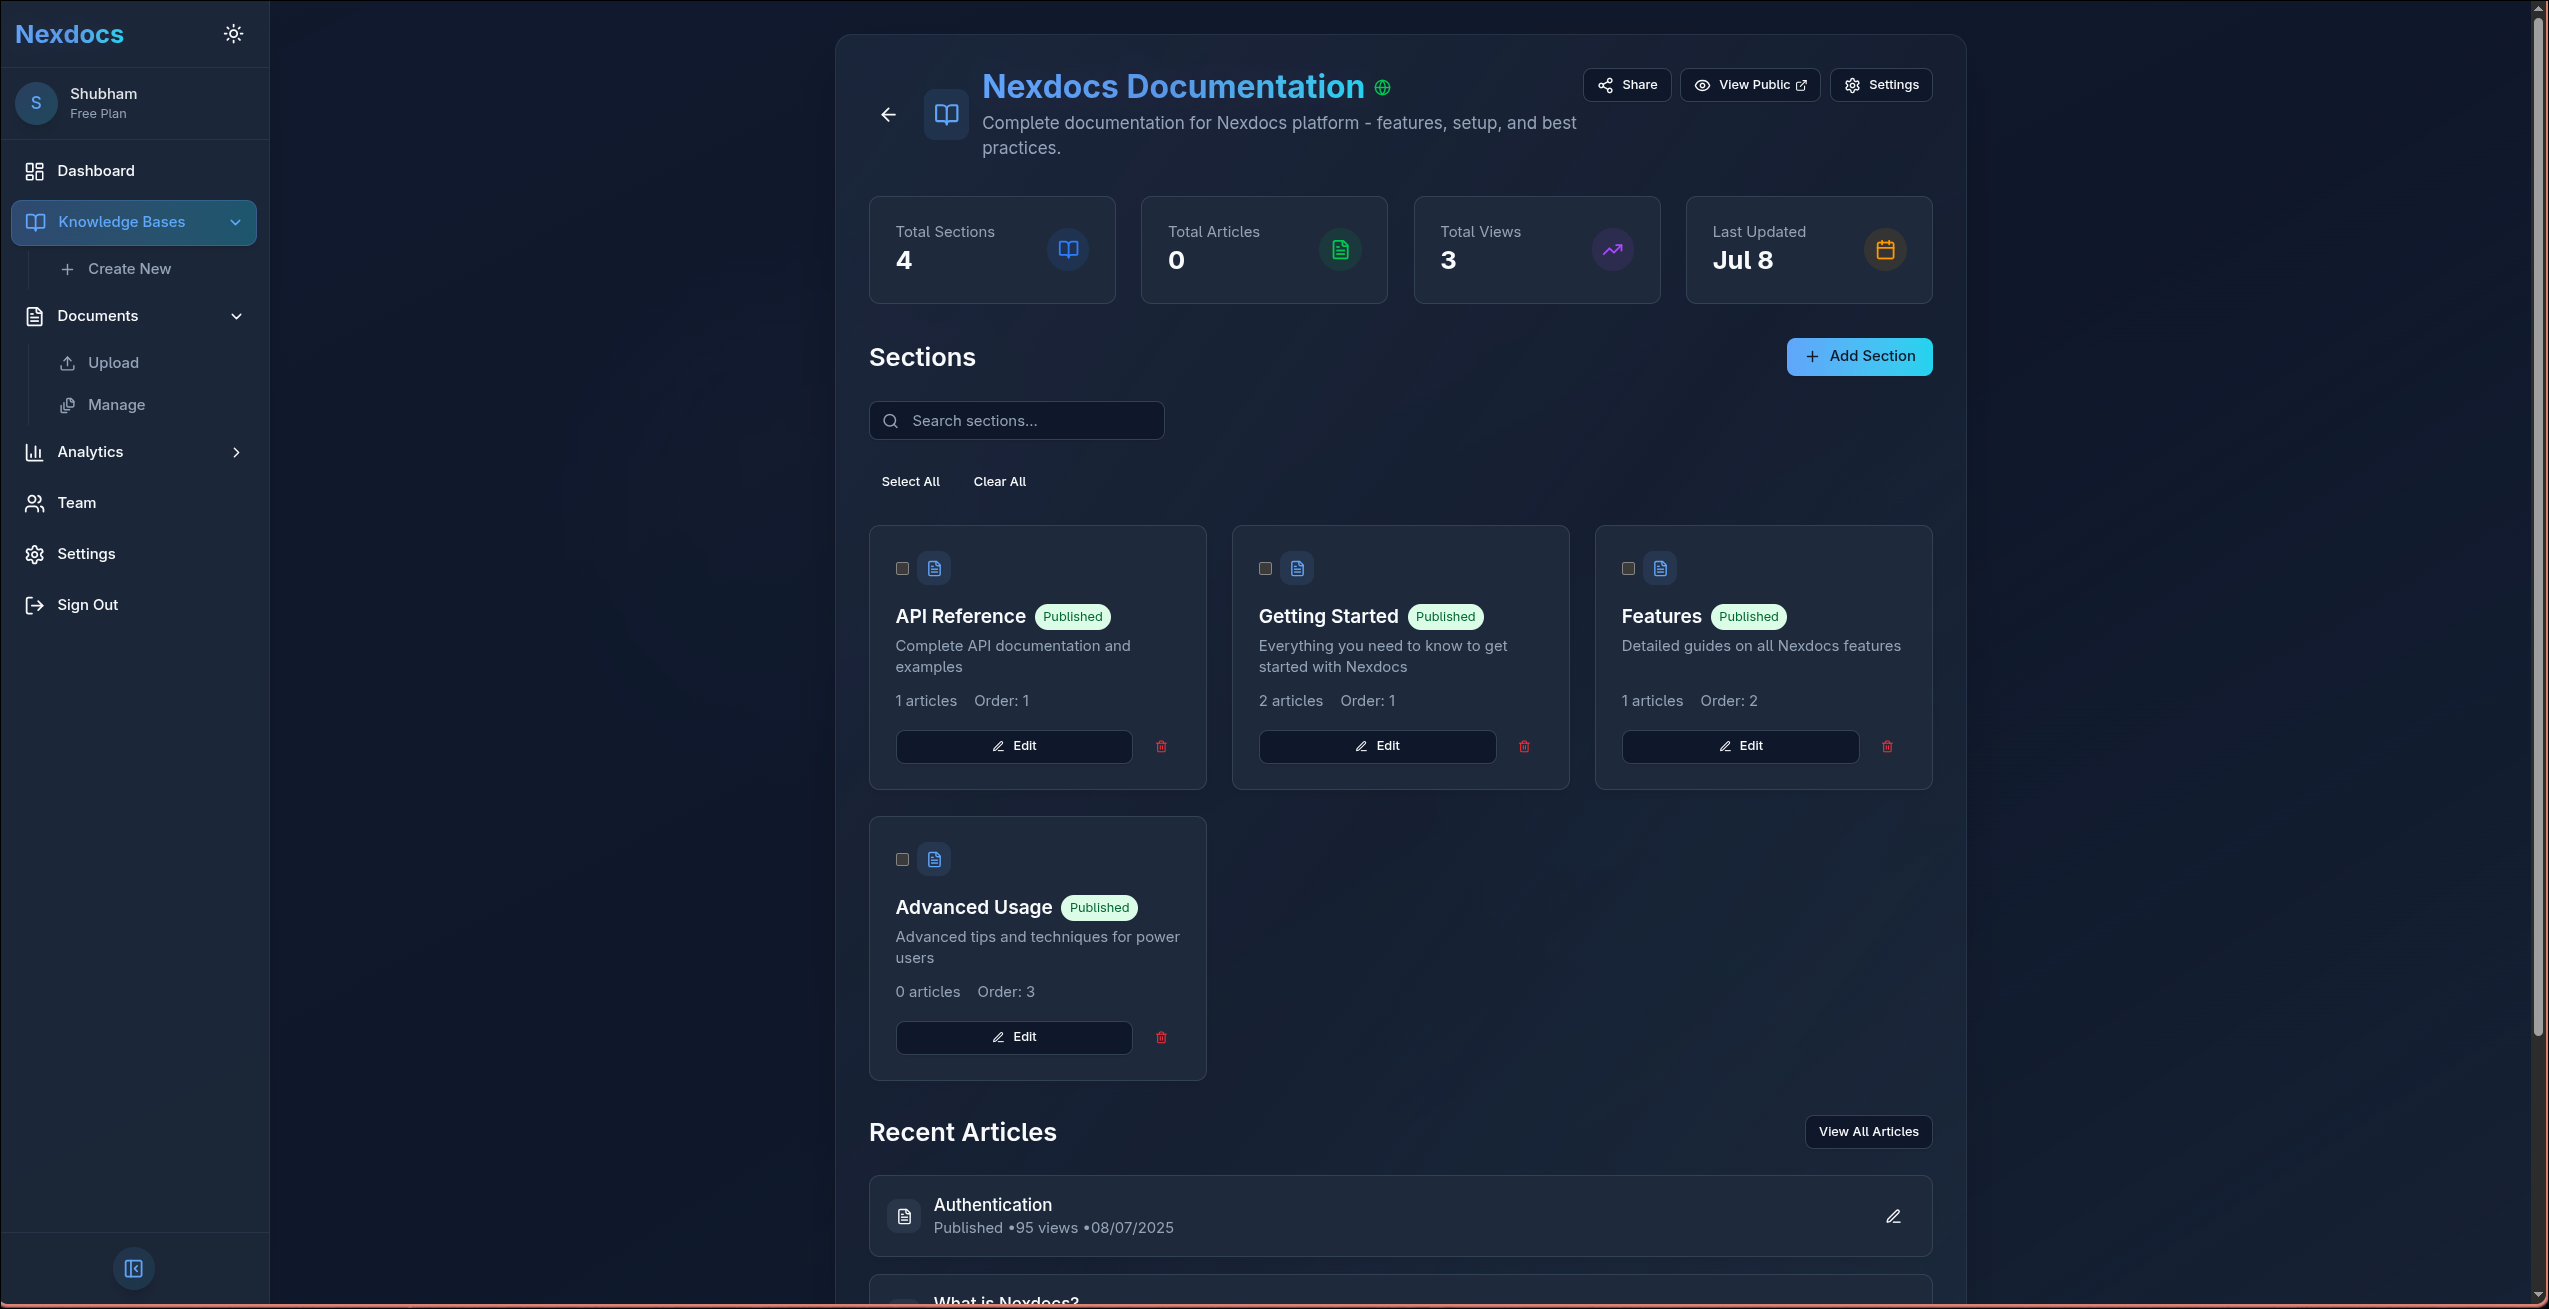 Nexdocs
S
Shubham
Free Plan
Dashboard
Knowledge Bases
Create New
Documents
Upload
Manage
Analytics
Team
Settings
Sign Out
Nexdocs Documentation
Complete documentation for Nexdocs platform - features, setup, and best
practices.
Share
View Public
Settings
Total Sections
4
Total Articles
0
Total Views
3
Last Updated
Jul 8
Sections
Add Section
Search sections...
Select All
Clear All
API Reference Published
Complete API documentation and
examples
1 articles Order: 1
Edit
Getting Started Published
Everything you need to know to get
started with Nexdocs
2 articles Order: 1
Edit
Features Published
Detailed guides on all Nexdocs features
1 articles Order: 2
Edit
Advanced Usage Published
Advanced tips and techniques for power
users
0 articles Order: 3
Edit
Recent Articles
View All Articles
Authentication
Published •95 views •08/07/2025
What is Nexdocs?